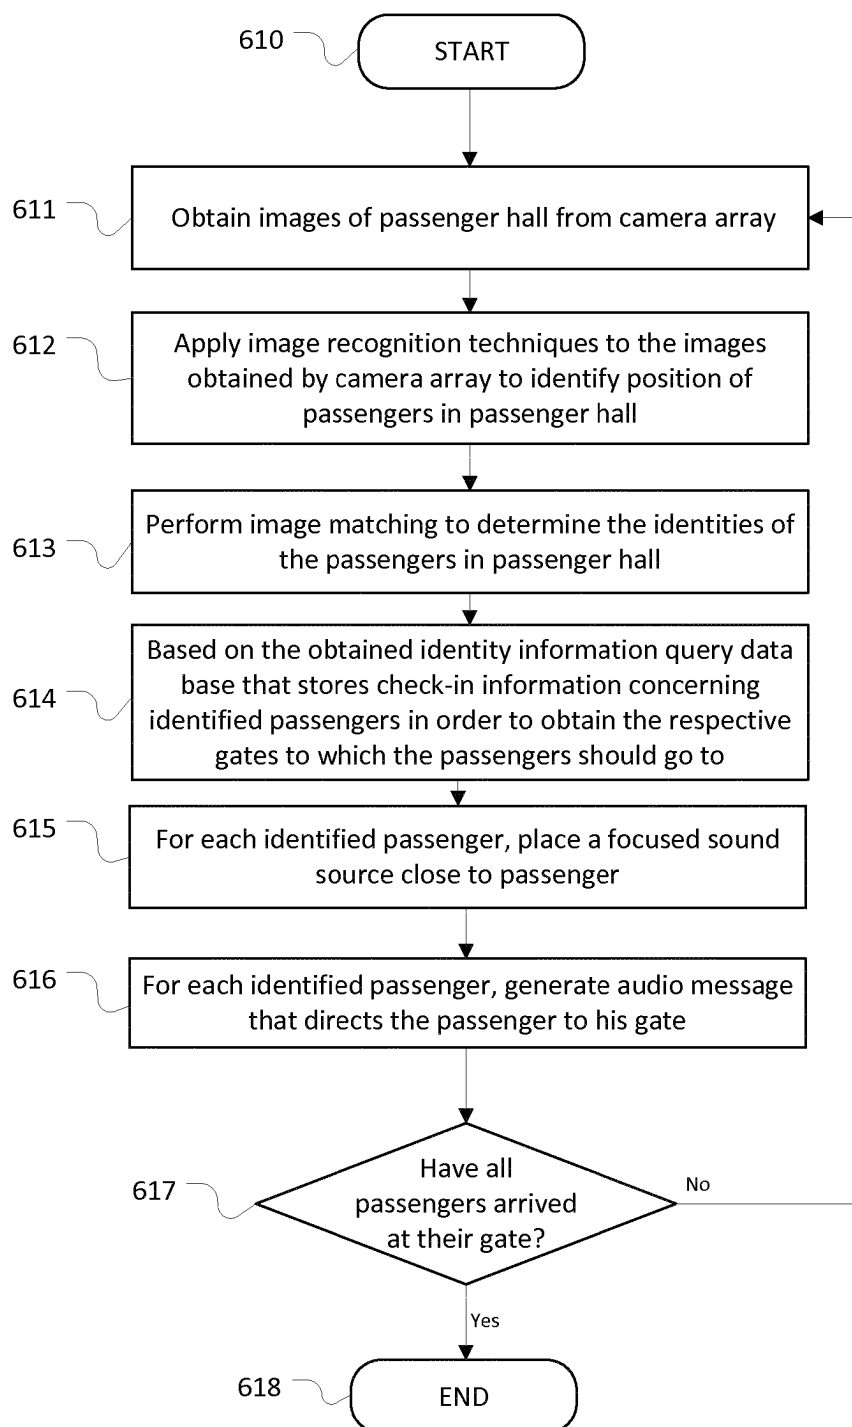 610
START
611
Obtain images of passenger hall from camera array
612
Apply image recognition techniques to the images
obtained by camera array to identify position of
passengers in passenger hall
613
Perform image matching to determine the identities of
the passengers in passenger hall
614
Based on the obtained identity information query data
base that stores check-in information concerning
identified passengers in order to obtain the respective
gates to which the passengers should go to
615
For each identified passenger, place a focused sound
source close to passenger
616
For each identified passenger, generate audio message
that directs the passenger to his gate
617
Have all
passengers arrived
at their gate?
No
Yes
618
END